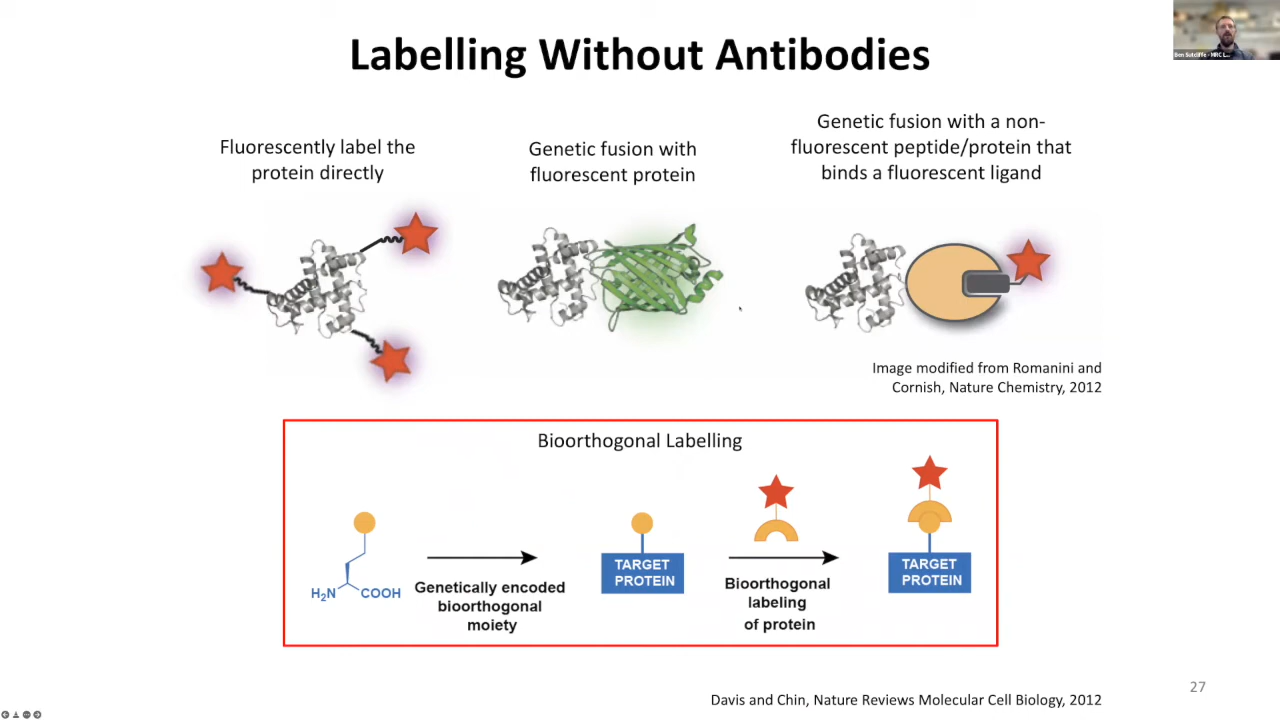 Labelling Without Antibodies
Ben Sutcliffe - MRC L...
Fluorescently label the
protein directly
Genetic fusion with
fluorescent protein
Genetic fusion with a non-
fluorescent peptide/protein that
binds a fluorescent ligand
Image modified from Romanini and
Cornish, Nature Chemistry, 2012
Bioorthogonal Labelling
H₂N
COOH
Genetically encoded
bioorthogonal
moiety
TARGET
PROTEIN
Bioorthogonal
labeling
of protein
TARGET
PROTEIN
27
Davis and Chin, Nature Reviews Molecular Cell Biology, 2012